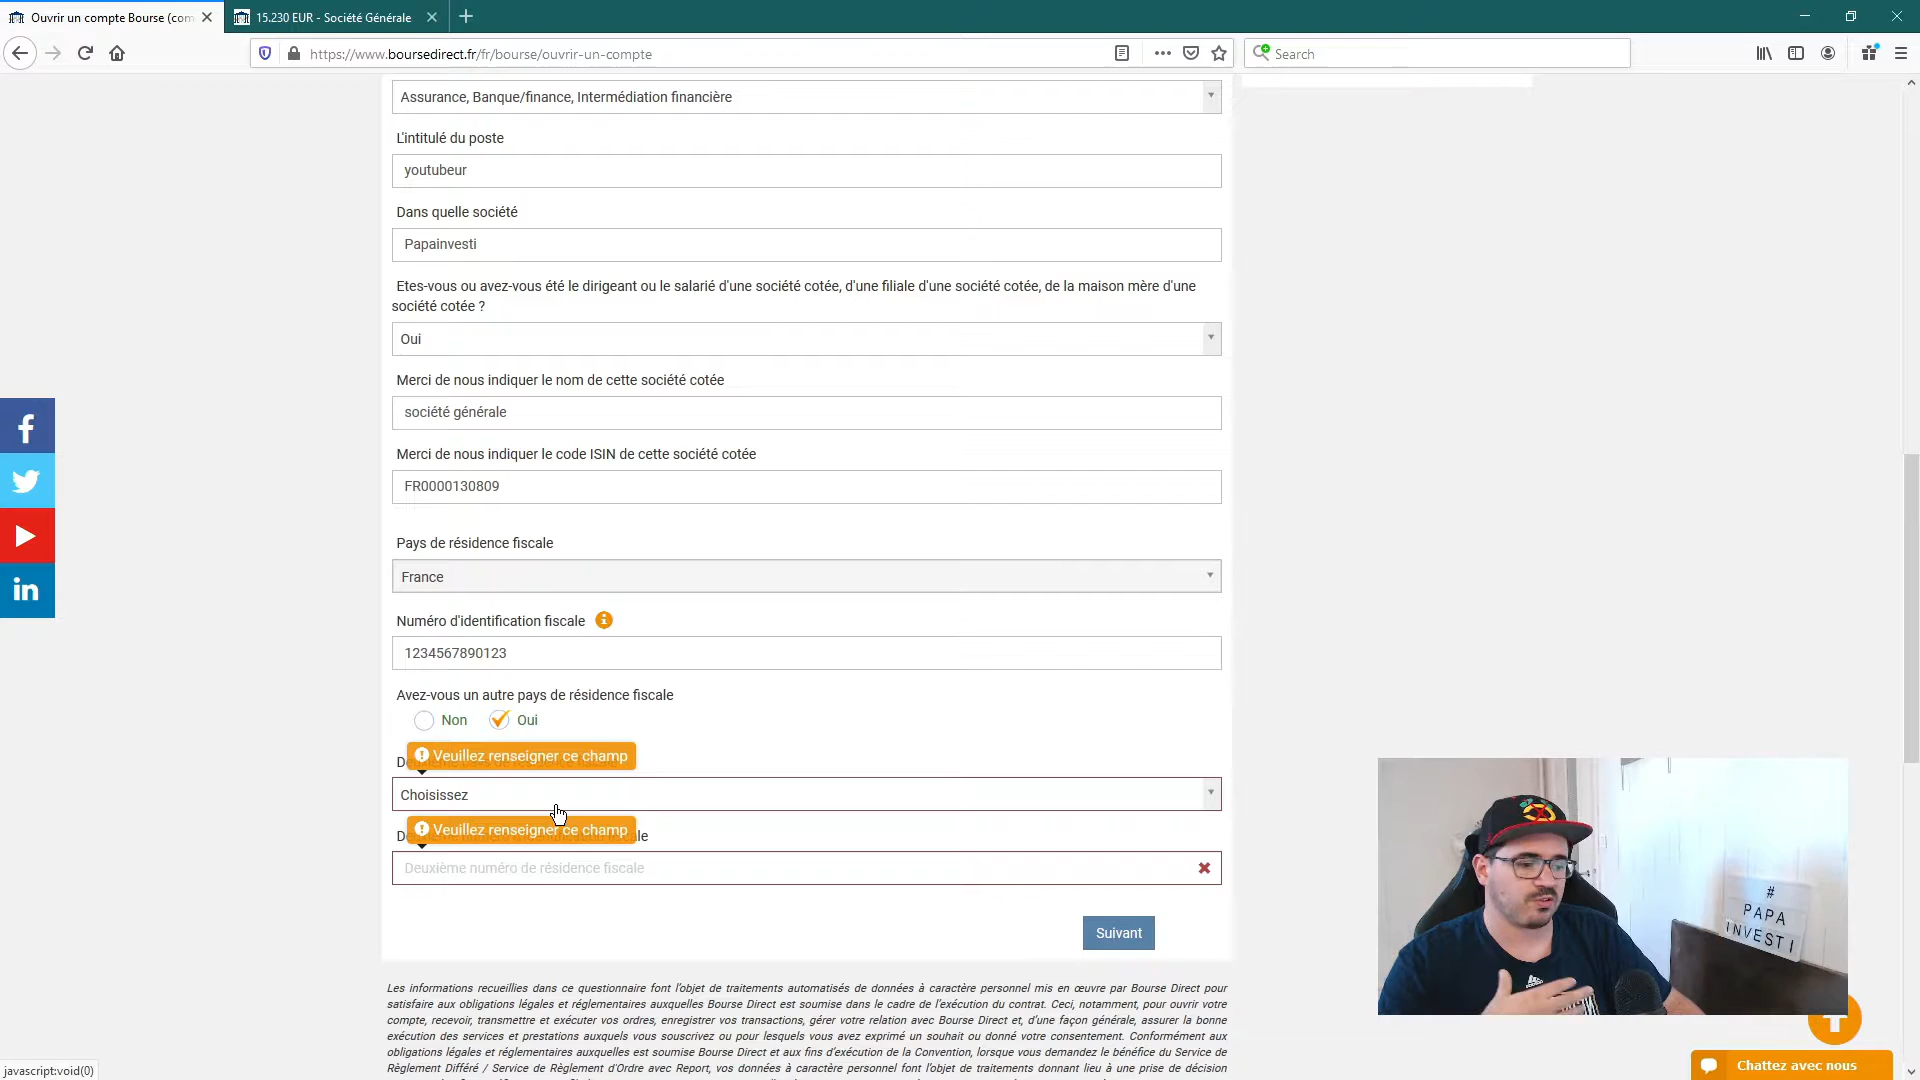 Ouvrir un compte Bourse (com
15.230 EUR - Société Générale
https://www.boursedirect.fr/fr/bourse/ouvrir-un-compte
Search
Assurance, Banque/finance, Intermédiation financière
L'intitulé du poste
youtubeur
Dans quelle société
Papainvesti
Etes-vous ou avez-vous été le dirigeant ou le salarié d'une société cotée, d'une filiale d'une société cotée, de la maison mère d'une
société cotée ?
Oui
Merci de nous indiquer le nom de cette société cotée
société générale
Merci de nous indiquer le code ISIN de cette société cotée
FR0000130809
Pays de résidence fiscale
France
Numéro d'identification fiscale
1234567890123
Avez-vous un autre pays de résidence fiscale
Non Oui
Veuillez renseigner ce champ
Choisissez
Veuillez renseigner ce champ
Deuxième numéro de résidence fiscale
Suivant
Les informations recueillies dans ce questionnaire font l'objet de traitements automatisés de données à caractère personnel mis en œuvre par Bourse Direct pour
satisfaire aux obligations légales et réglementaires auxquelles Bourse Direct est soumise dans le cadre de l'exécution du contrat. Ceci, notamment, pour ouvrir votre
compte, recevoir, transmettre et exécuter vos ordres, enregistrer vos transactions, gérer votre relation avec Bourse Direct et, d'une façon générale, assurer la bonne
exécution des services et prestations auxquels vous souscrivez ou pour lesquels vous avez exprimé un souhait ou donné votre consentement. Conformément aux
obligations légales et réglementaires auxquelles est soumise Bourse Direct et aux fins d'exécution de la Convention, lorsque vous demandez le bénéfice du Service de
Règlement Différé / Service de Règlement d'Ordre avec Report, vos données à caractère personnel font l'objet de traitements donnant lieu à une prise de décision
# PAPA
INVESTI
Chattez avec nous
javascript:void(0)